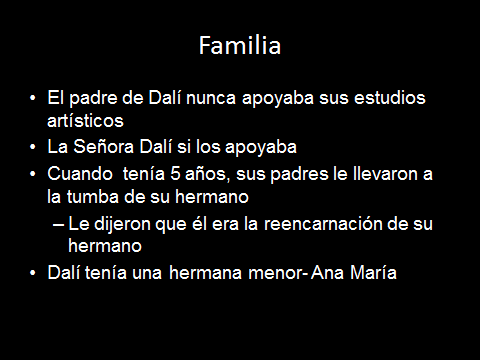 Familia
• El padre de Dalí nunca apoyaba sus estudios
artísticos
• La Señora Dalí si los apoyaba
• Cuando tenía 5 años, sus padres le llevaron a
la tumba de su hermano
– Le dijeron que él era la reencarnación de su
hermano
• Dalí tenía una hermana menor- Ana María